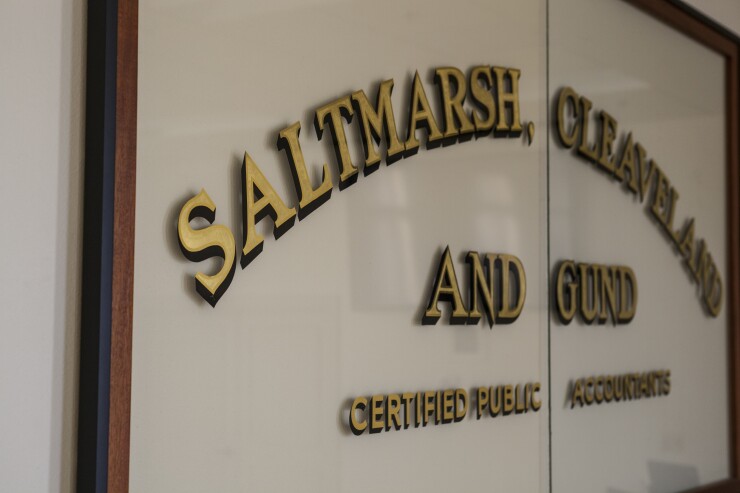 SALTMARSH, CLEAVELAND
AND GUND
CERTIFIED PUBLIC ACCOUNTANTS